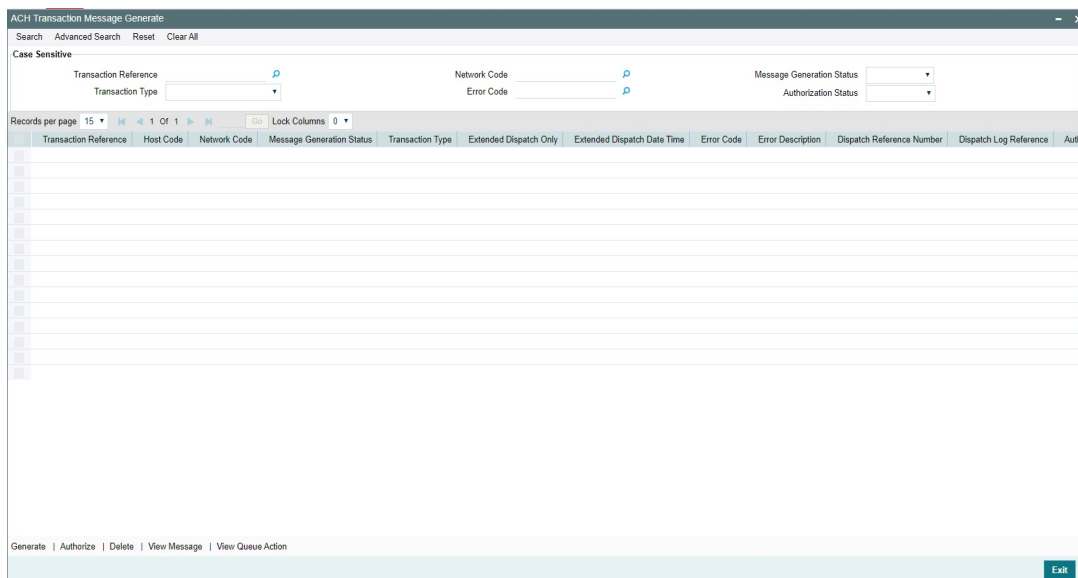 ACH Transaction Message Generate
Search Advanced Search Reset Clear All
Case Sensitive
Transaction Reference Network Code Message Generation Status
Transaction Type Error Code Authorization Status
Records per page 15 1 Of 1 Go Lock Columns 0
Transaction Reference Host Code Network Code Message Generation Status Transaction Type Extended Dispatch Only Extended Dispatch Date Time Error Code Error Description Dispatch Reference Number Dispatch Log Reference Aut
Generate | Authorize | Delete | View Message | View Queue Action
Exit